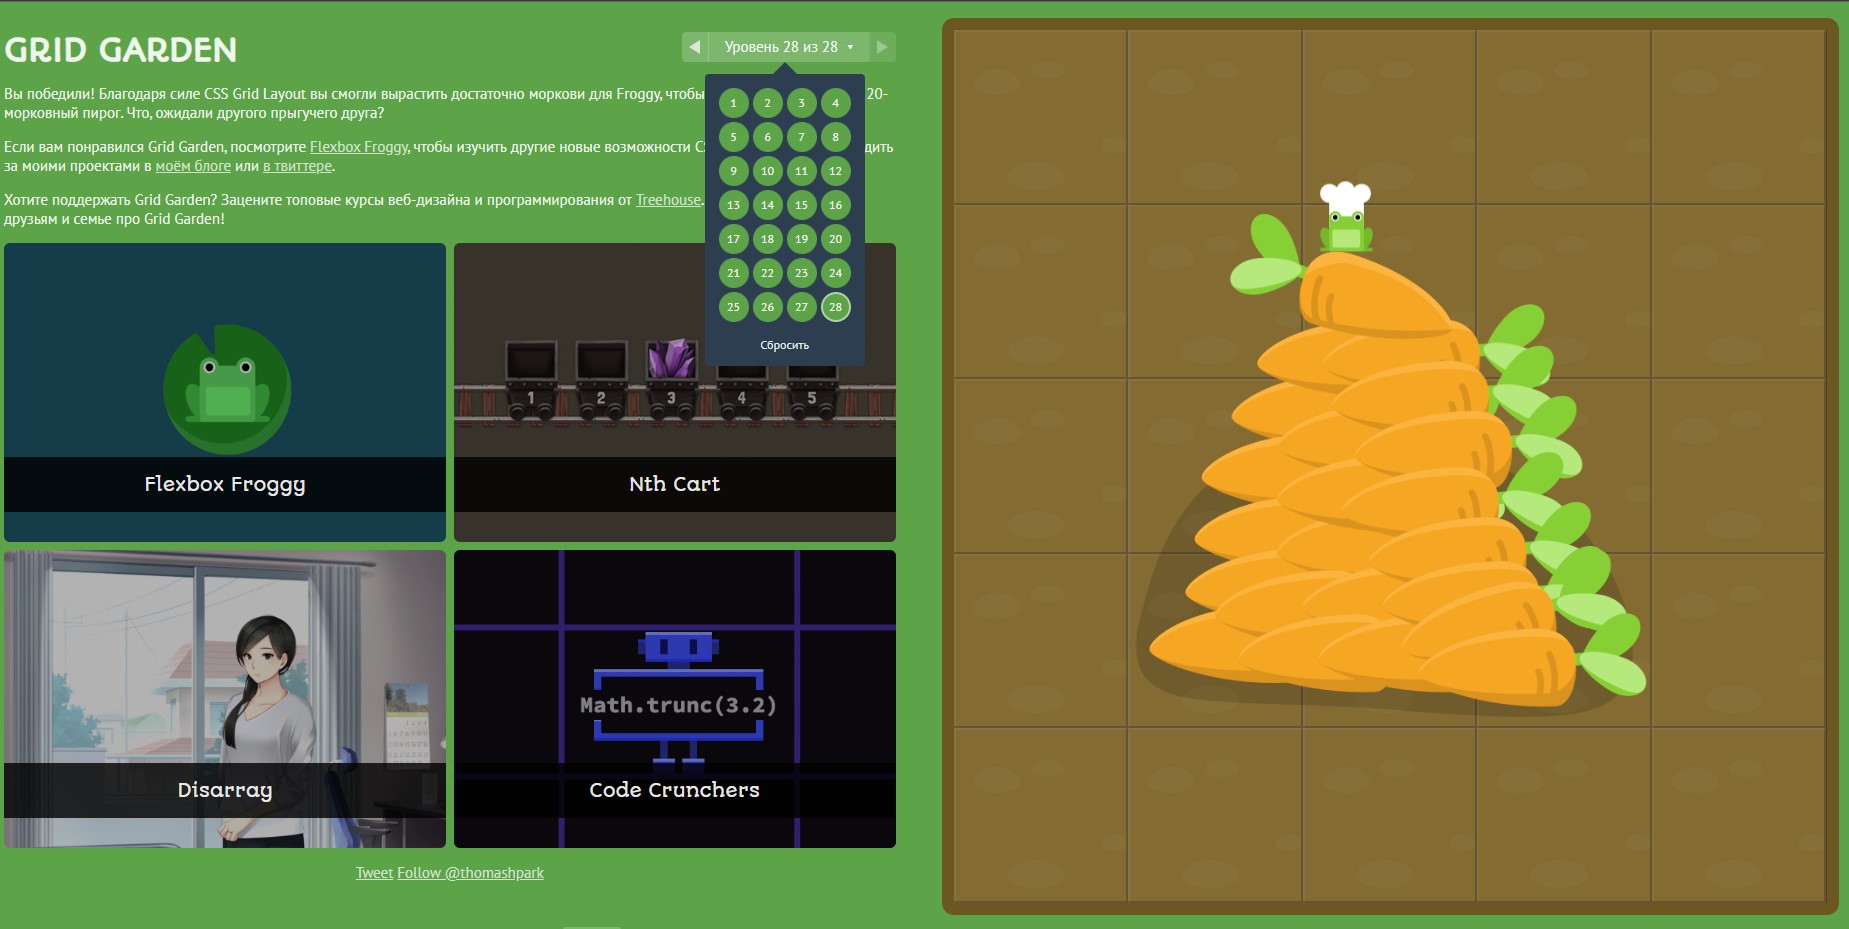 GRID GARDEN
Уровень 28 из 28
Вы победили! Благодаря силе CSS Grid Layout вы смогли вырастить достаточно моркови для Froggy, чтобы 20-
морковный пирог. Что, ожидали другого прыгучего друга?
Если вам понравился Grid Garden, посмотрите Flexbox Froggy, чтобы изучить другие новые возможности
за моими проектами в моём блоге или в твиттере.
Хотите поддержать Grid Garden? Зацените топовые курсы веб-дизайна и программирования от Treehouse.
друзьям и семье про Grid Garden!
1 2 3 4
5 6 7 8
9 10 11 12
13 14 15 16
17 18 19 20
21 22 23 24
25 26 27 28
Сбросить
1 2 3 4 5
Flexbox Froggy
Nth Cart
Math.trunc(3.2)
Disarray
Code Crunchers
Tweet Follow @thomashpark